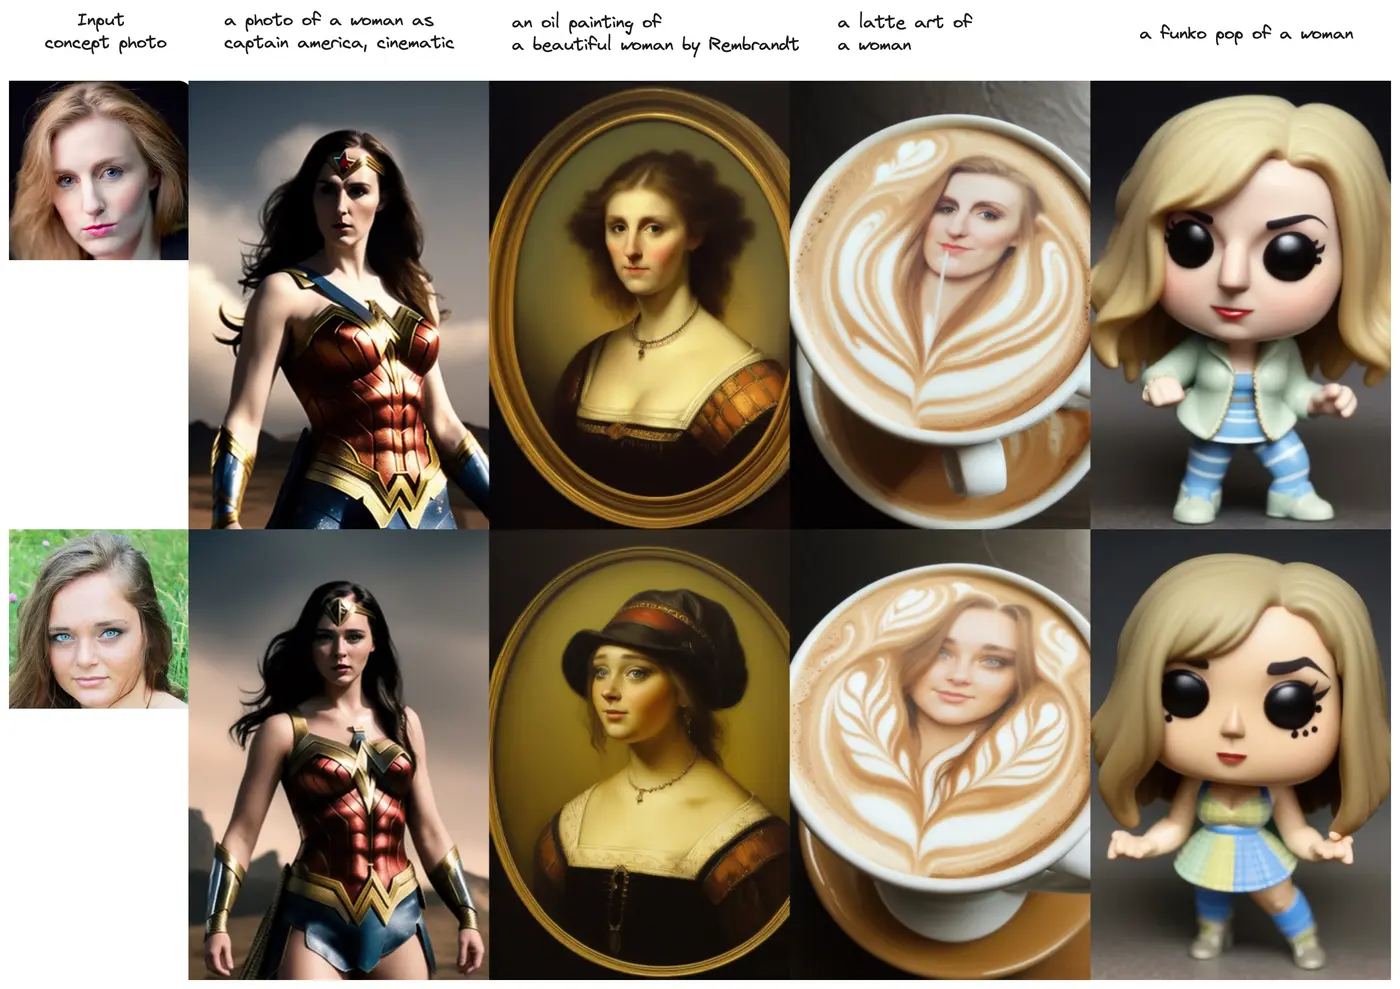 Input
concept photo
a photo of a woman as
captain america, cinematic
an oil painting of
a beautiful woman by Rembrandt
a latte art of
a woman
a funko pop of a woman